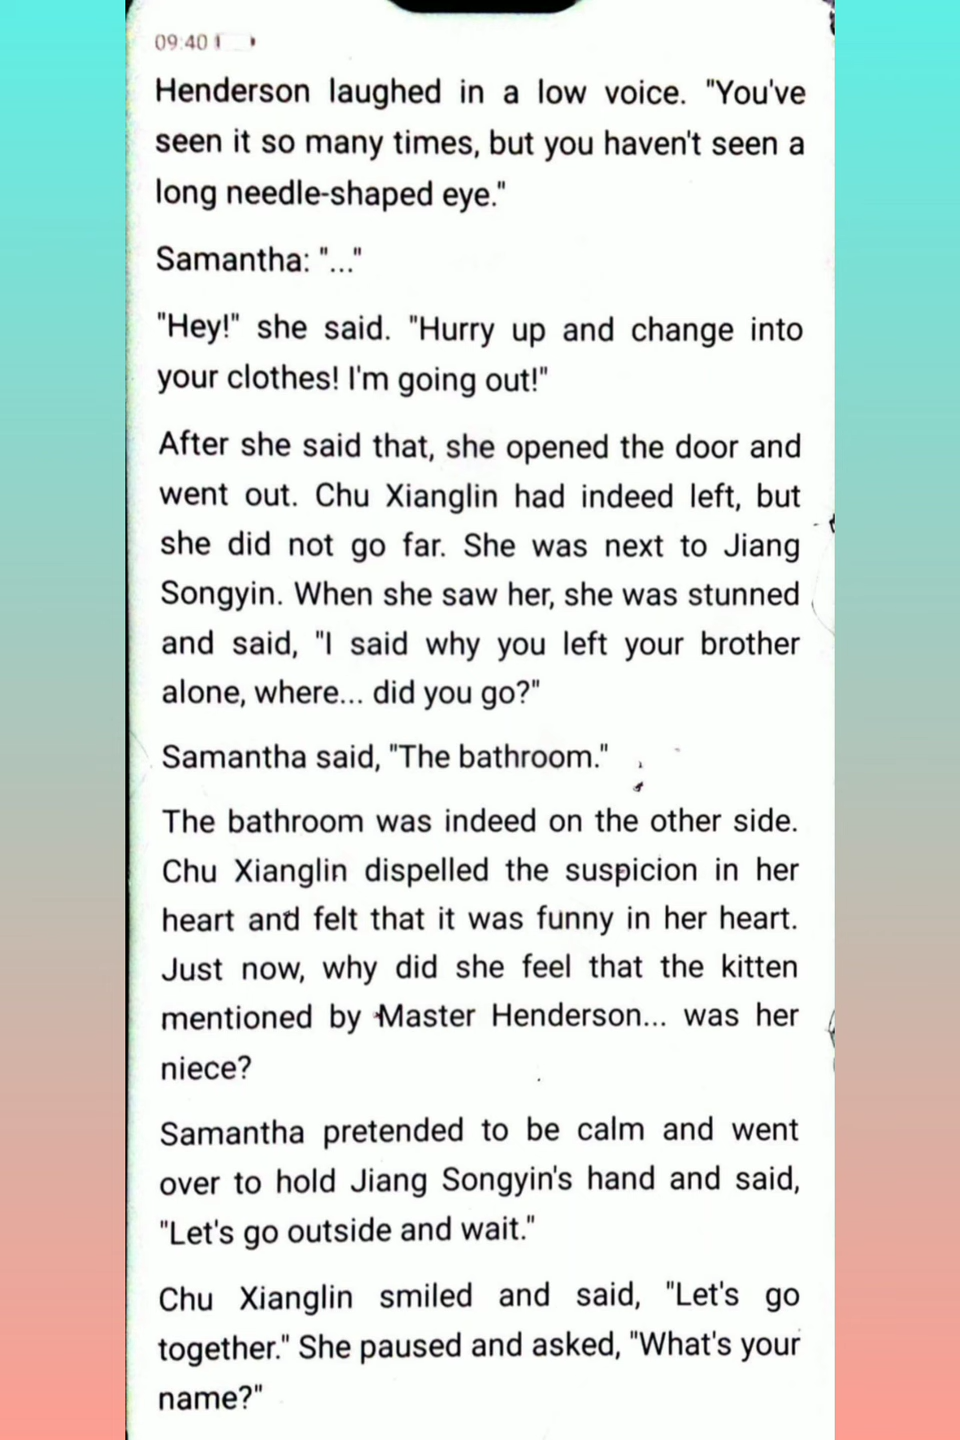 09:40
Henderson laughed in a low voice. "You've
seen it so many times, but you haven't seen a
long needle-shaped eye."
Samantha: "..."
"Hey!" she said. "Hurry up and change into
your clothes! I'm going out!"
After she said that, she opened the door and
went out. Chu Xianglin had indeed left, but
she did not go far. She was next to Jiang
Songyin. When she saw her, she was stunned
and said, "I said why you left your brother
alone, where... did you go?"
Samantha said, "The bathroom."
The bathroom was indeed on the other side.
Chu Xianglin dispelled the suspicion in her
heart and felt that it was funny in her heart.
Just now, why did she feel that the kitten
mentioned by Master Henderson... was her
niece?
Samantha pretended to be calm and went
over to hold Jiang Songyin's hand and said,
"Let's go outside and wait."
Chu Xianglin smiled and said, "Let's go
together." She paused and asked, "What's your
name?"